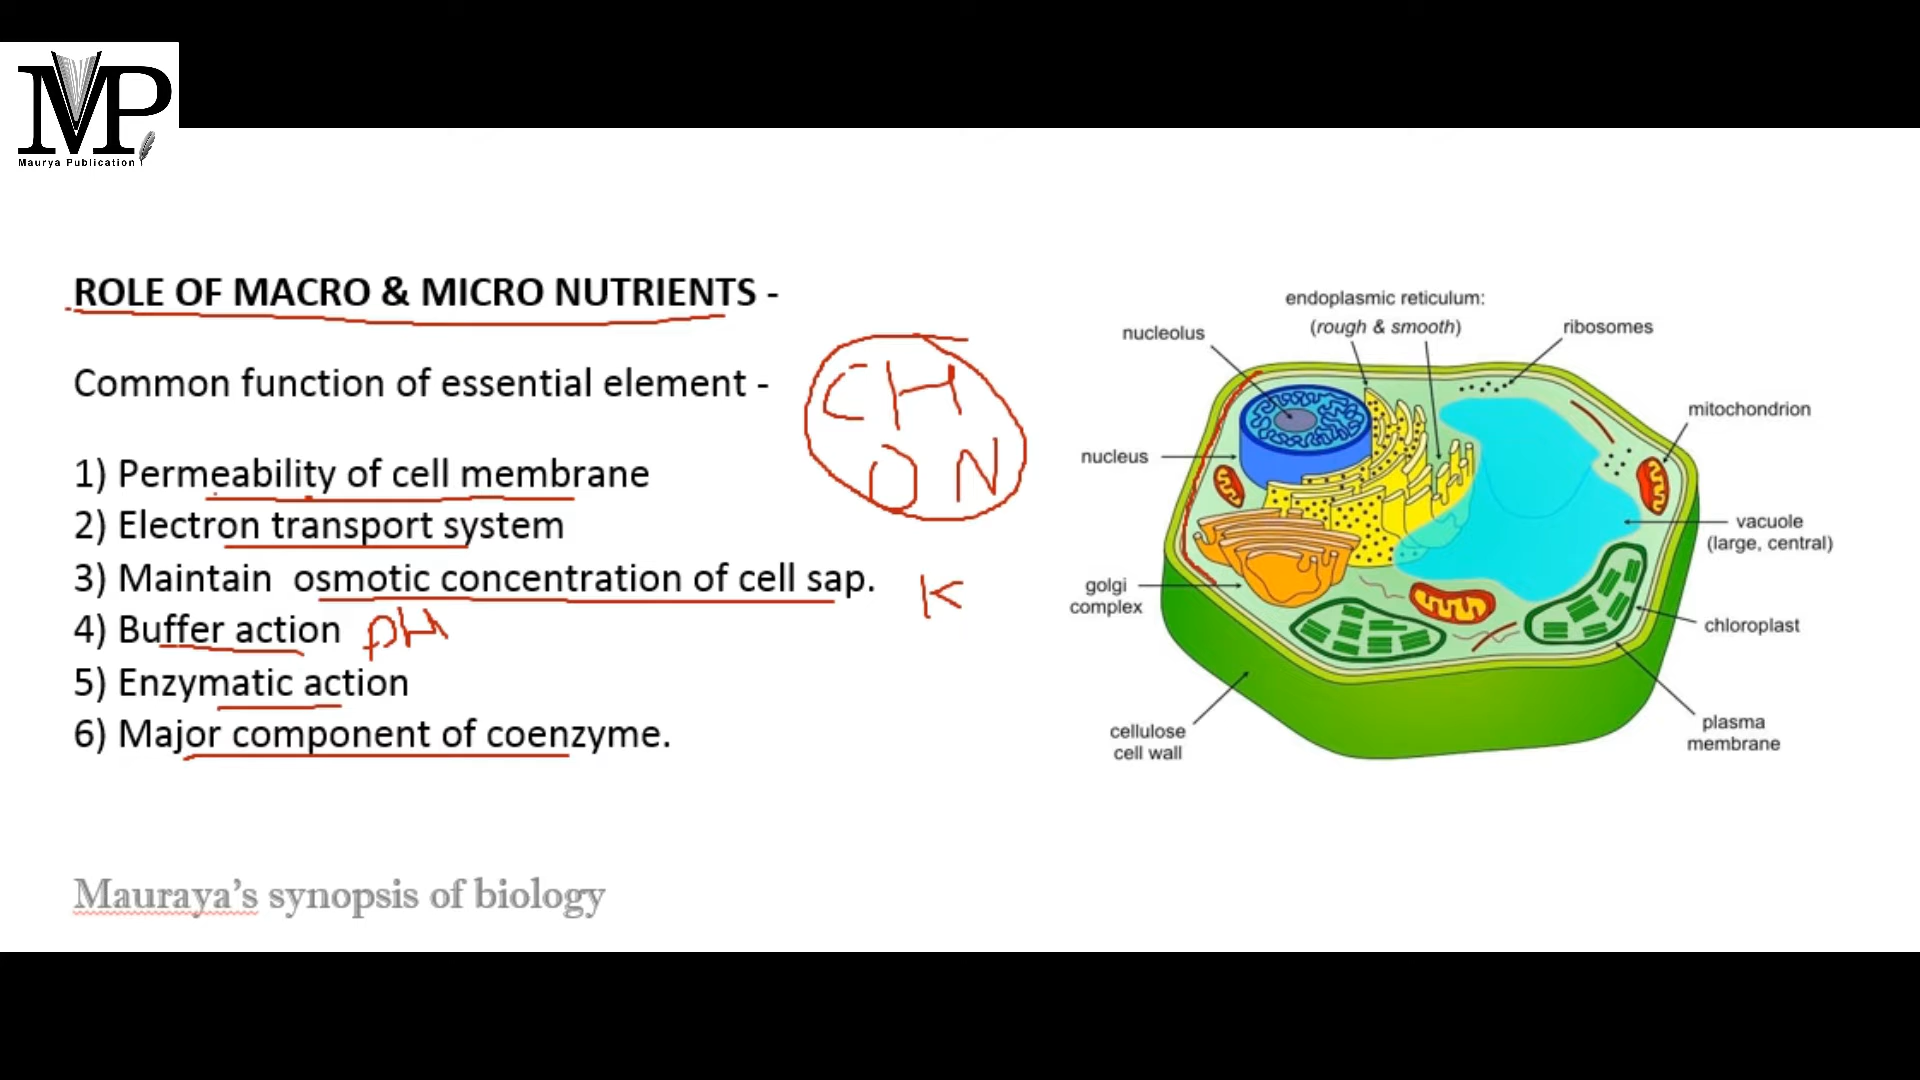 MP
Maurya Publication
ROLE OF MACRO & MICRO NUTRIENTS -
Common function of essential element -
C H
O N
1) Permeability of cell membrane
2) Electron transport system
3) Maintain osmotic concentration of cell sap.
K
4) Buffer action
pH
5) Enzymatic action
6) Major component of coenzyme.
Mauraya's synopsis of biology
endoplasmic reticulum:
(rough & smooth)
nucleolus
ribosomes
mitochondrion
nucleus
vacuole
(large, central)
golgi
complex
chloroplast
cellulose
cell wall
plasma
membrane